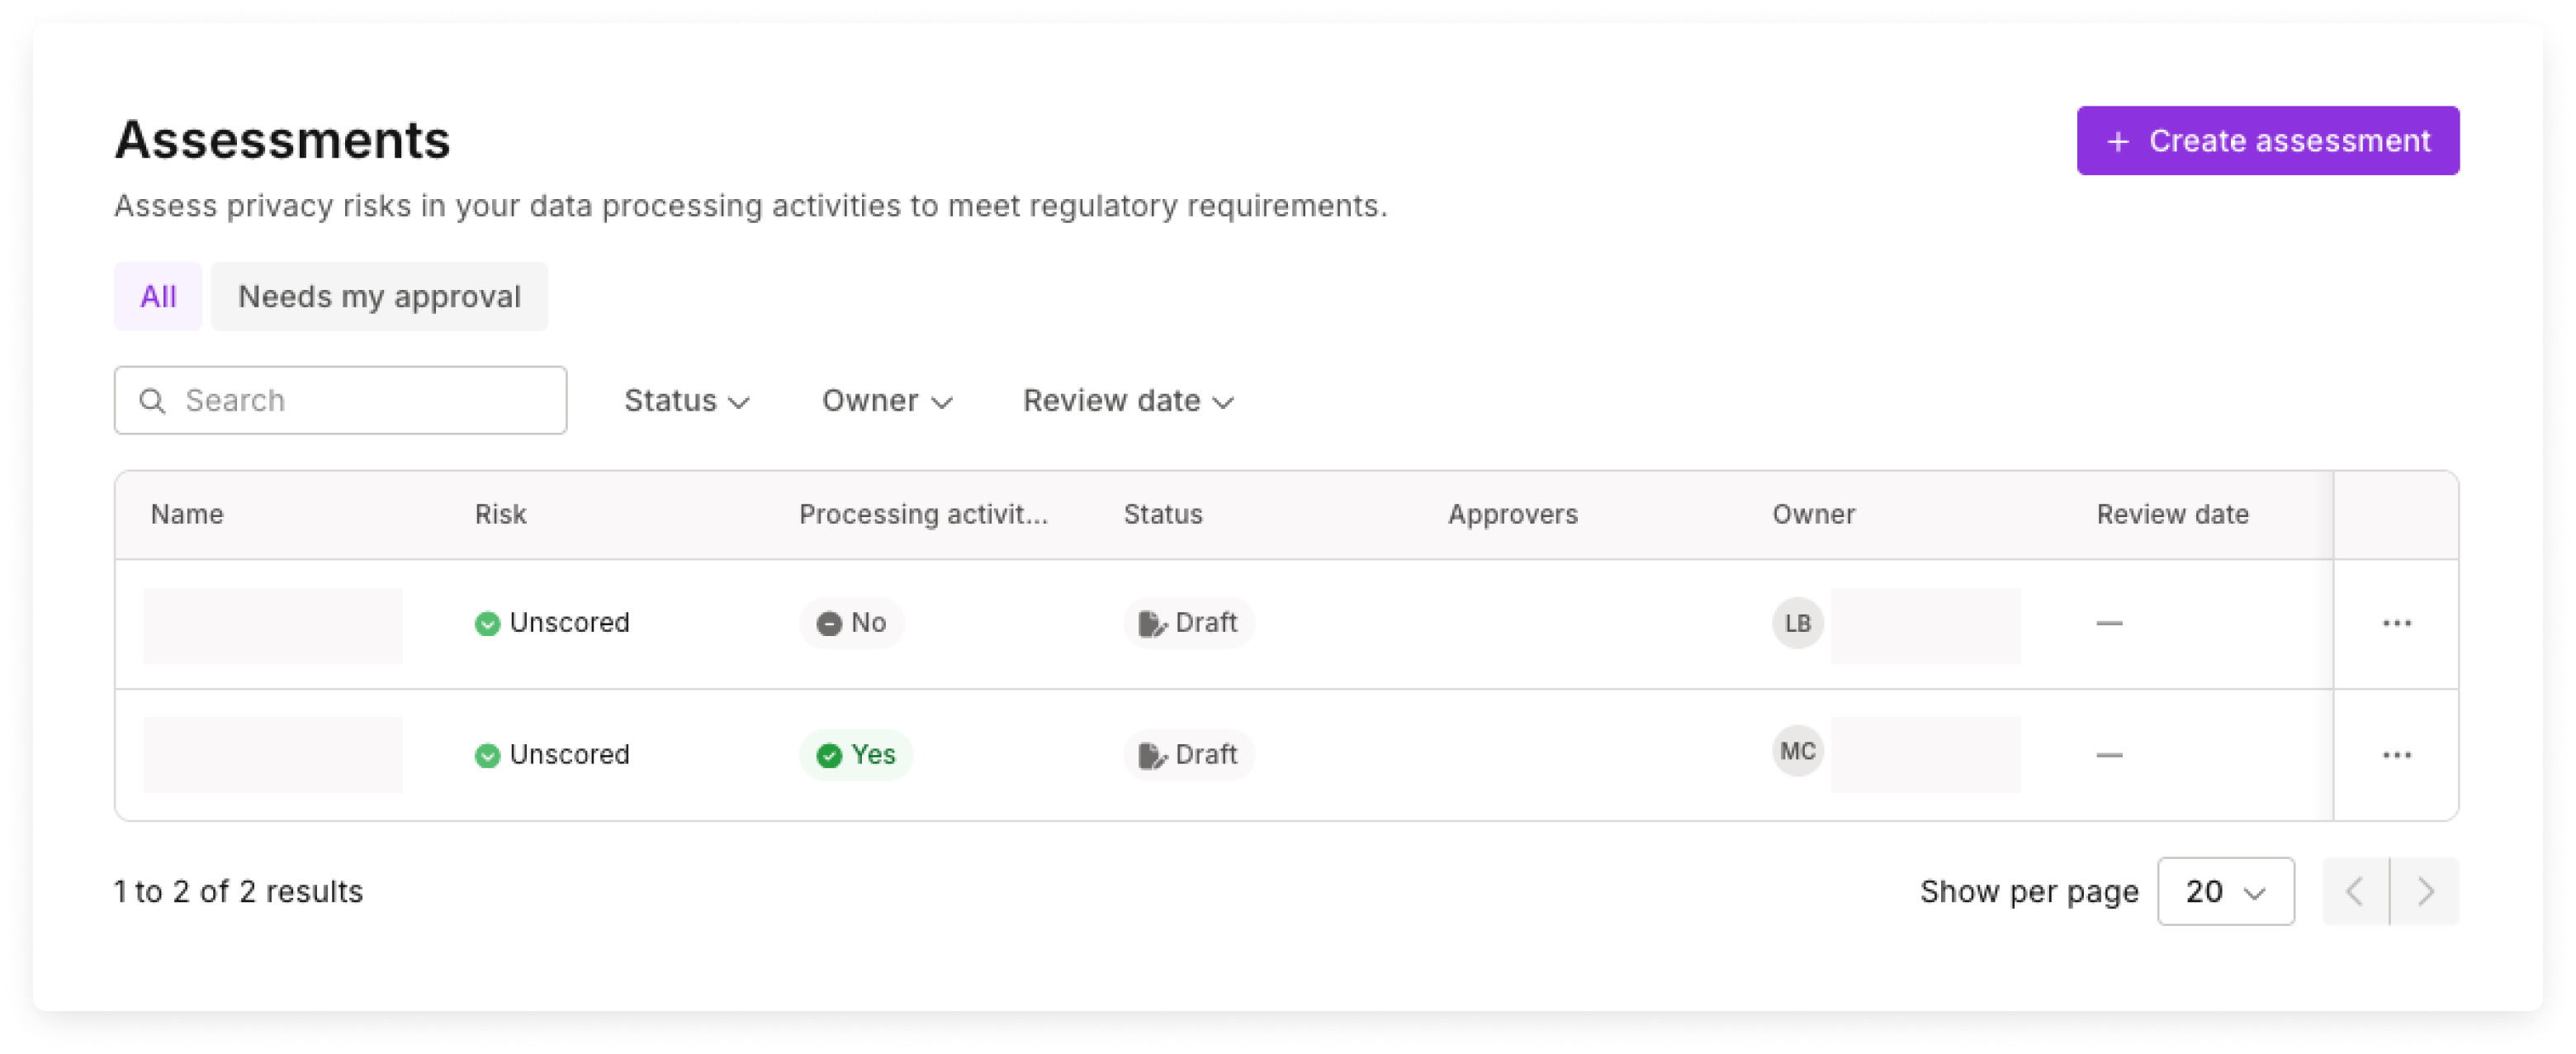 Assessments
+ Create assessment
Assess privacy risks in your data processing activities to meet regulatory requirements.
All Needs my approval
Search Status Owner Review date
Name Risk Processing activit... Status Approvers Owner Review date
Unscored No Draft LB — ...
Unscored Yes Draft MC — ...
1 to 2 of 2 results Show per page 20